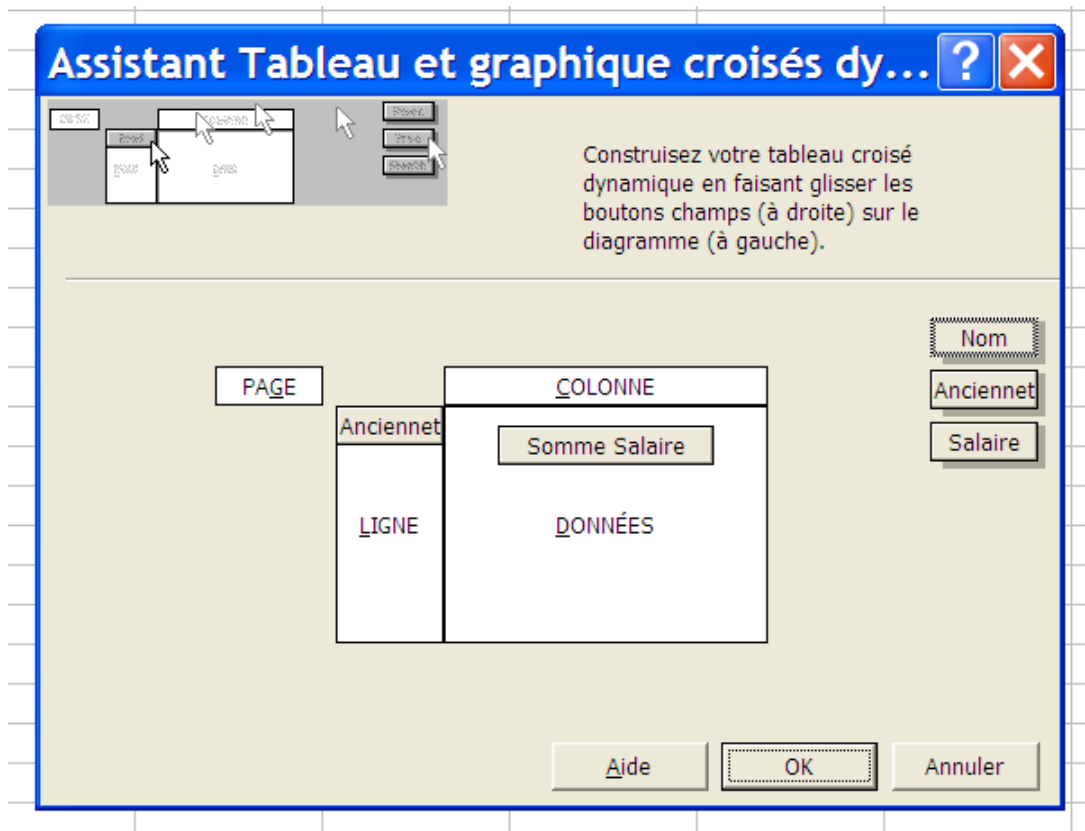 Assistant Tableau et graphique croisés dy...
Construisez votre tableau croisé
dynamique en faisant glisser les
boutons champs (à droite) sur le
diagramme (à gauche).
Nom
PAGE
COLONNE
Anciennet
Anciennet
Somme Salaire
Salaire
LIGNE
DONNÉES
Aide
OK
Annuler